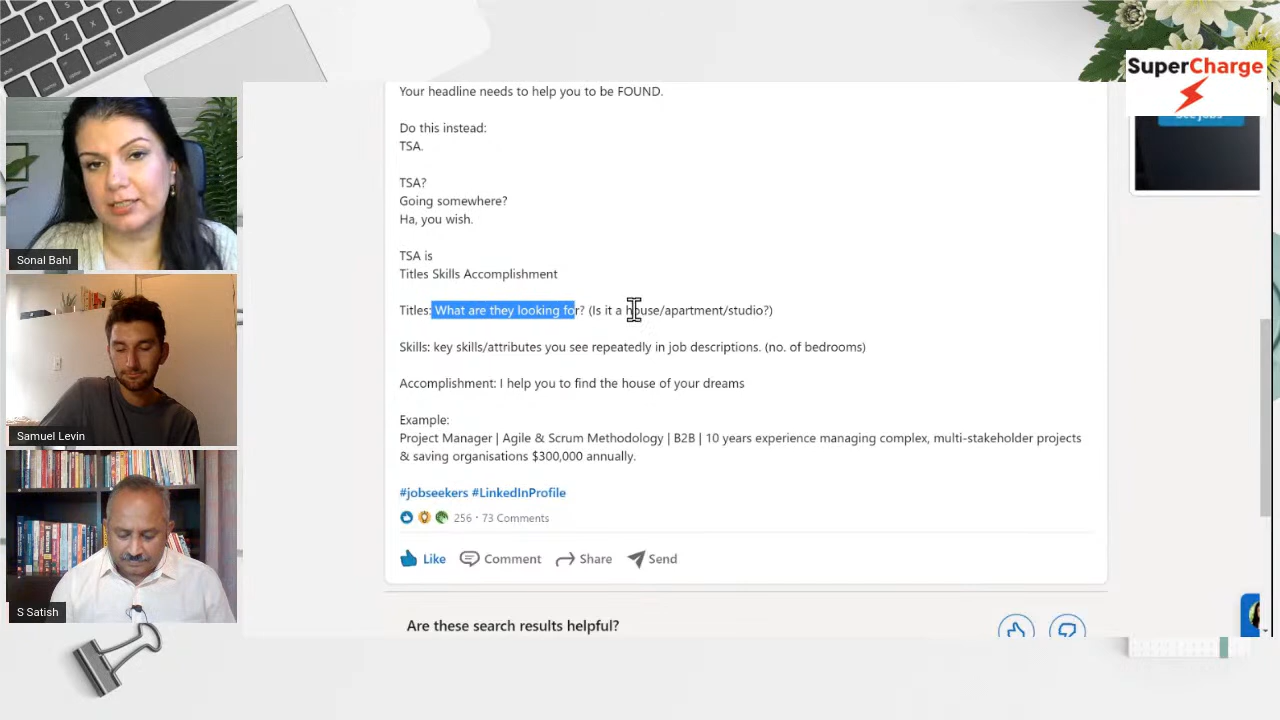 SuperCharge
See jobs
Your headline needs to help you to be FOUND.
Do this instead:
TSA.
TSA?
Going somewhere?
Ha, you wish.
TSA is
Titles Skills Accomplishment
Titles: What are they looking for? (Is it a house/apartment/studio?)
Skills: key skills/attributes you see repeatedly in job descriptions. (no. of bedrooms)
Accomplishment: I help you to find the house of your dreams
Example:
Project Manager | Agile & Scrum Methodology | B2B | 10 years experience managing complex, multi-stakeholder projects
& saving organisations $300,000 annually.
#jobseekers #LinkedInProfile
256 · 73 Comments
Like Comment Share Send
Are these search results helpful?
Sonal Bahl
Samuel Levin
S Satish